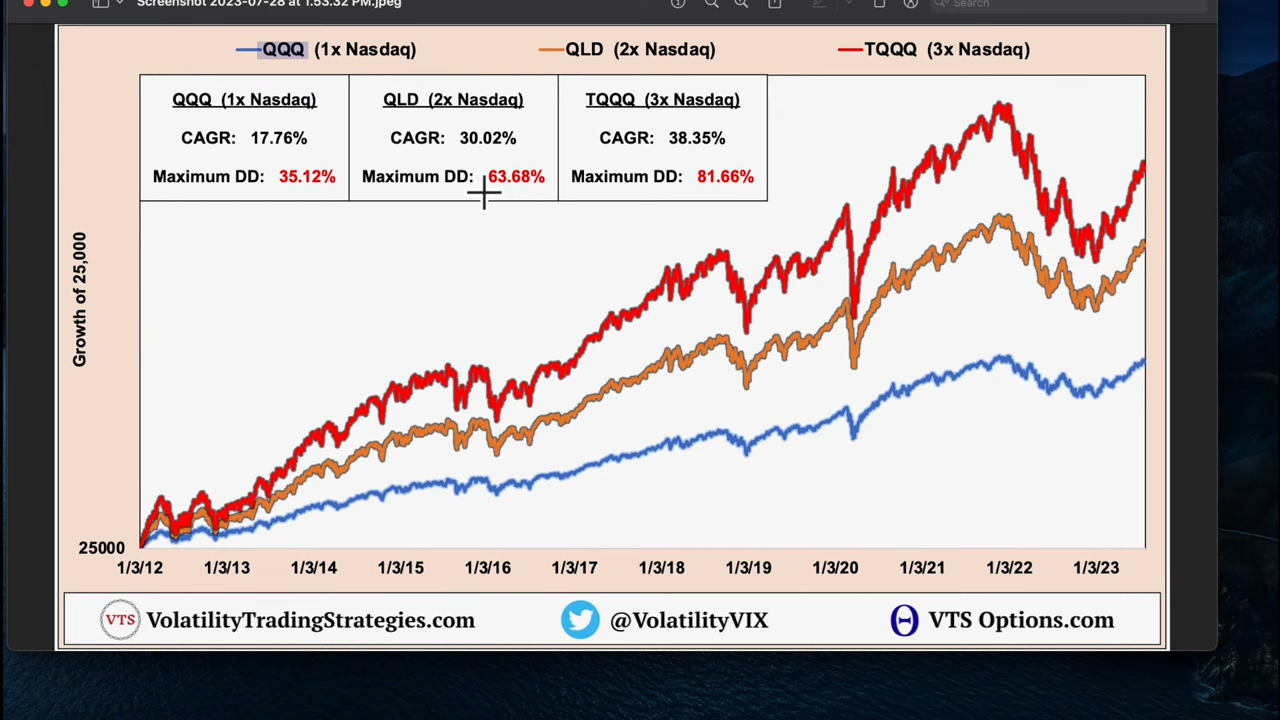 Screenshot 2023-07-28 at 1.53.32 PM.jpeg
Search
QQQ (1x Nasdaq) QLD (2x Nasdaq) TQQQ (3x Nasdaq)
QQQ (1x Nasdaq) QLD (2x Nasdaq) TQQQ (3x Nasdaq)
CAGR: 17.76% CAGR: 30.02% CAGR: 38.35%
Maximum DD: 35.12% Maximum DD: 63.68% Maximum DD: 81.66%
Growth of 25,000
25000
1/3/12 1/3/13 1/3/14 1/3/15 1/3/16 1/3/17 1/3/18 1/3/19 1/3/20 1/3/21 1/3/22 1/3/23
VTS VolatilityTradingStrategies.com @VolatilityVIX VTS Options.com